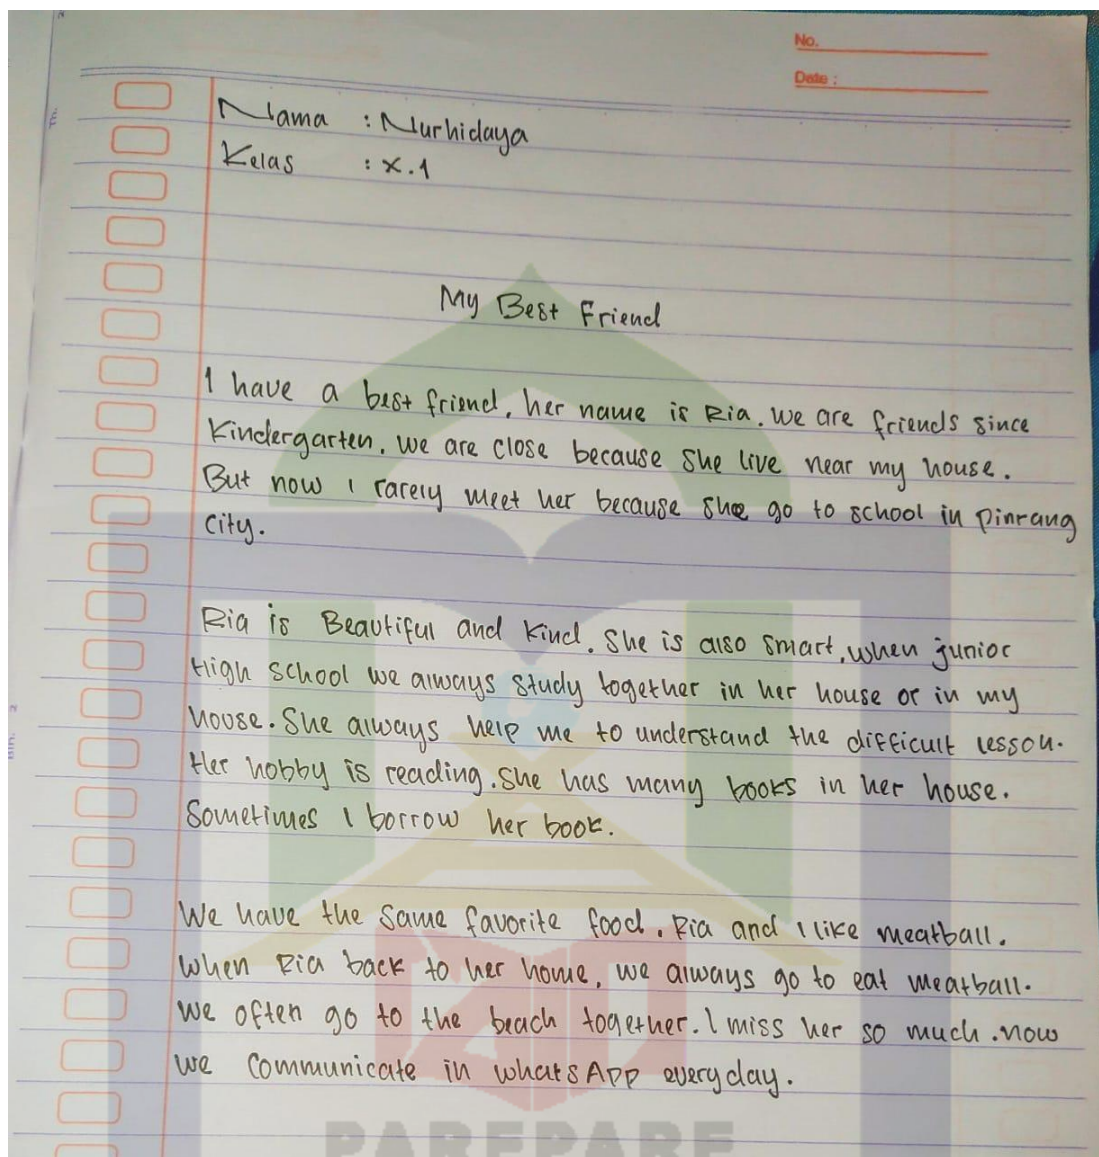 No.
Date :
Nama : Nurhidaya
Kelas : X.1
My Best Friend
I have a best friend, her name is Ria. we are friends since
Kindergarten. we are close because she live near my house.
But now I rarely meet her because she go to school in pinrang
city.
Ria is Beautiful and Kind. She is also smart, when junior
High school we always study together in her house or in my
house. She always help me to understand the difficult lesson.
Her hobby is reading. She has many books in her house.
Sometimes I borrow her book.
We have the same favorite food. Ria and I like meatball.
When Ria back to her home, we always go to eat meatball.
We often go to the beach together. I miss her so much. now
we communicate in whatsApp everyday.
PAREPARE